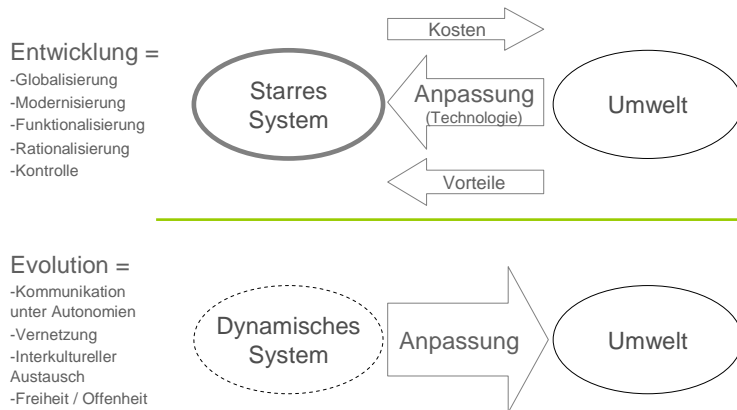 Kosten
Entwicklung =
-Globalisierung
-Modernisierung
-Funktionalisierung
-Rationalisierung
-Kontrolle
Starres
System
Anpassung
(Technologie)
Umwelt
Vorteile
Evolution =
-Kommunikation
unter Autonomien
-Vernetzung
-Interkultureller
Austausch
-Freiheit / Offenheit
Dynamisches
System
Anpassung
Umwelt